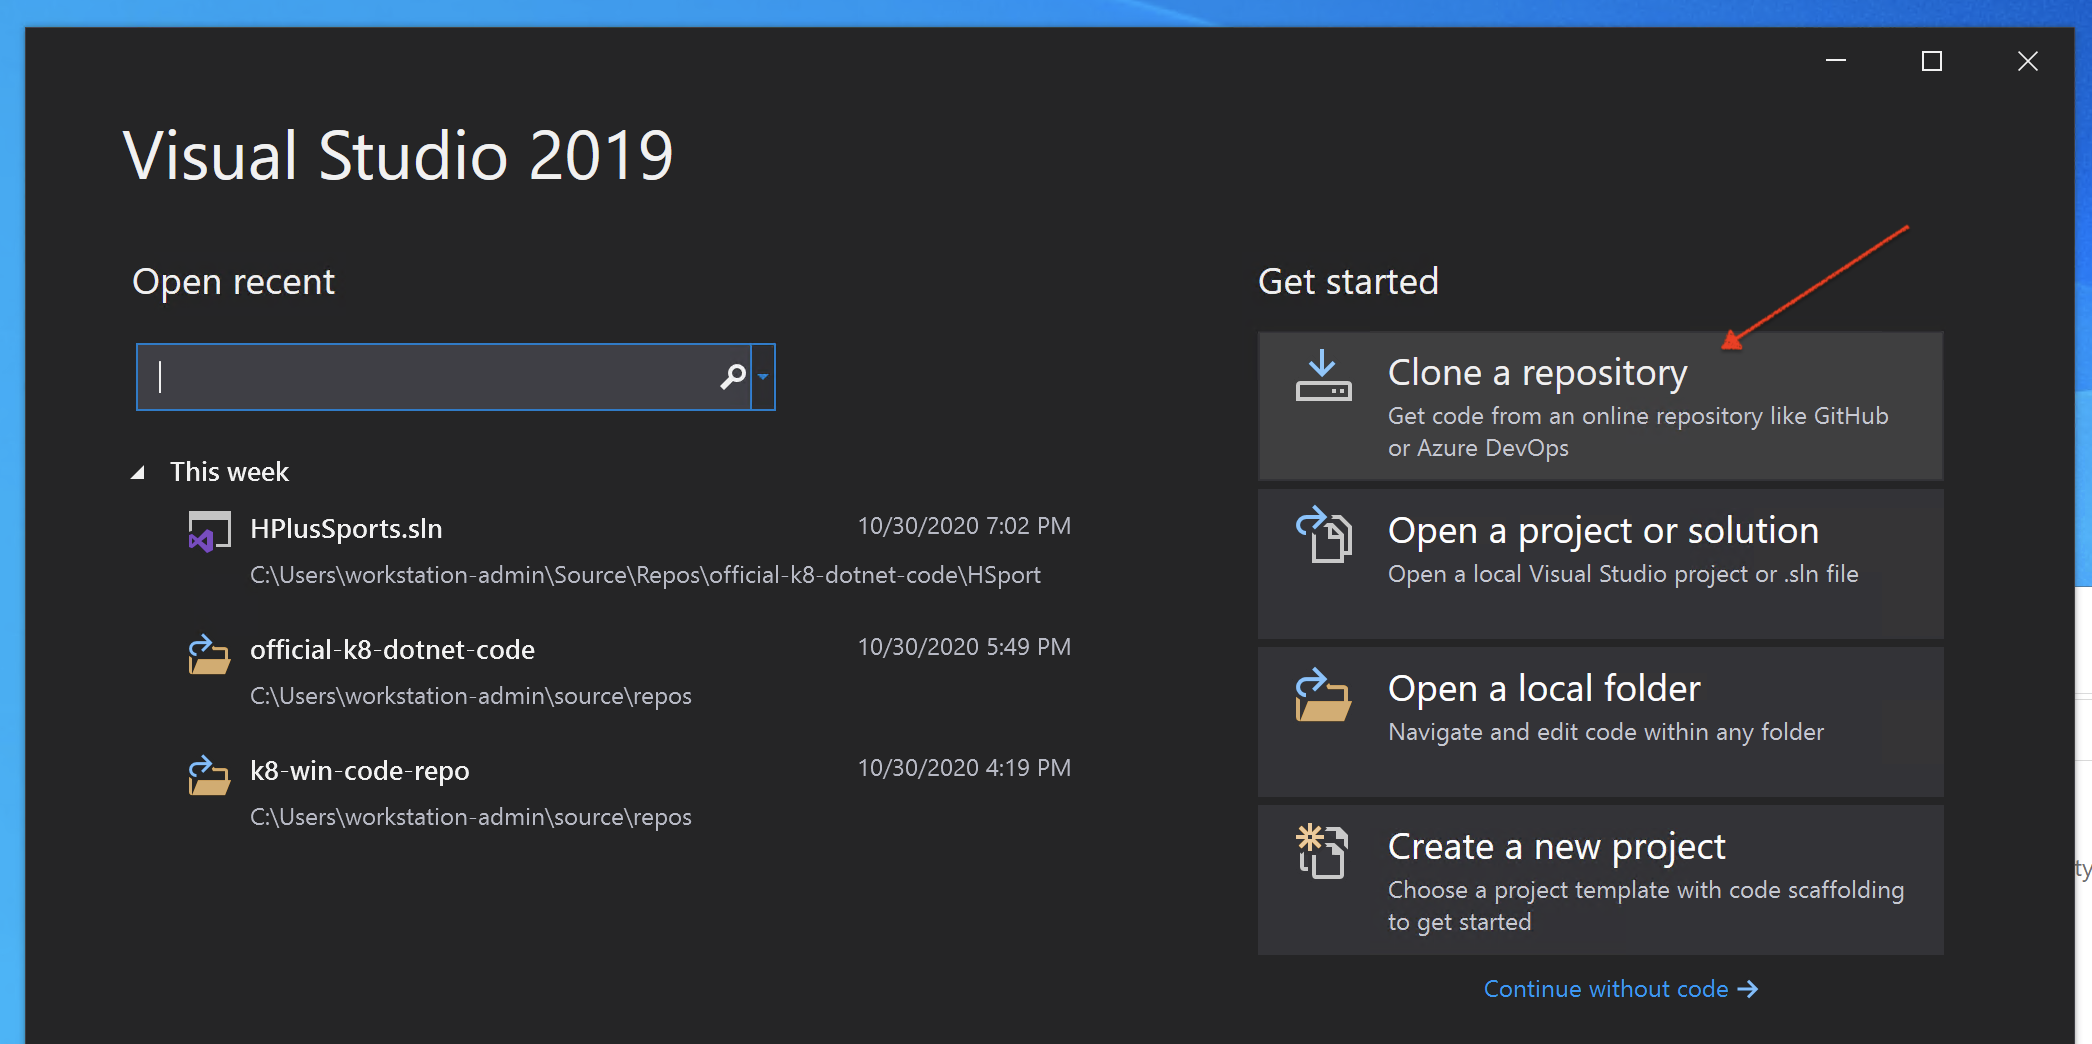 Visual Studio 2019
Open recent
This week
HPlusSports.sln
10/30/2020 7:02 PM
C:\Users\workstation-admin\Source\Repos\official-k8-dotnet-code\HSport
official-k8-dotnet-code
10/30/2020 5:49 PM
C:\Users\workstation-admin\source\repos
k8-win-code-repo
10/30/2020 4:19 PM
C:\Users\workstation-admin\source\repos
Get started
Clone a repository
Get code from an online repository like GitHub
or Azure DevOps
Open a project or solution
Open a local Visual Studio project or .sln file
Open a local folder
Navigate and edit code within any folder
Create a new project
Choose a project template with code scaffolding
to get started
Continue without code
ty